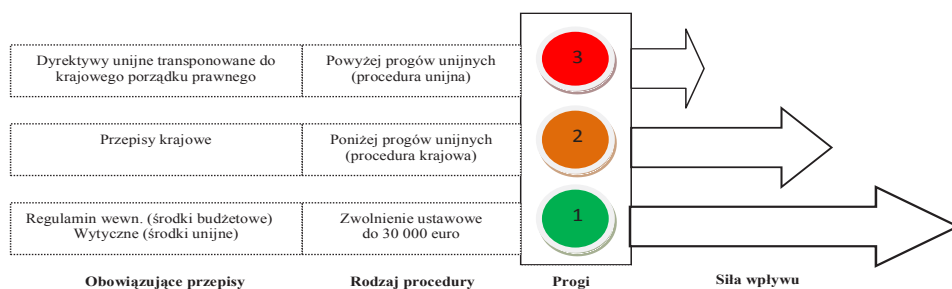 Dyrektywy unijne transponowane do
krajowego porządku prawnego
Powyżej progów unijnych
(procedura unijna)
3
Przepisy krajowe
Poniżej progów unijnych
(procedura krajowa)
2
Regulamin wewn. (środki budżetowe)
Wytyczne (środki unijne)
Zwolnienie ustawowe
do 30 000 euro
1
Obowiązujące przepisy
Rodzaj procedury
Progi
Siła wpływu